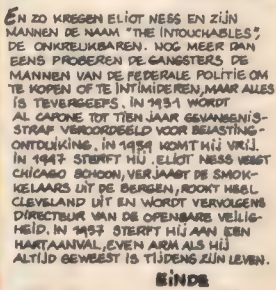 EN ZO KREGEN ELIOT NESS EN ZIJN
MANNEN DE NAAM "THE INTOUCHABLES",
DE ONKREUKBAREN. NOG MEER DAN
EENS PROBEREN DE GANGSTERS DE
MANNEN VAN DE FEDERALE POLITIE OM
TE KOPEN OF TE INTIMIDEREN, MAAR ALLES
IS TEVERGEEFS. IN 1931 WORDT
AL CAPONE TOT TIEN JAAR GEVANGENIS-
STRAF VEROORDEELD VOOR BELASTING-
ONTDUIKING. IN 1939 KOMT HIJ VRIJ.
IN 1947 STERFT HIJ. ELIOT NESS VEEGT
CHICAGO SCHOON, VERJAAGT DE SMOK-
KELAARS UIT DE BERGEN, ROOKT HEEL
CLEVELAND UIT EN WORDT VERVOLGENS
DIRECTEUR VAN DE OPENBARE VEILIG-
HEID. IN 1957 STERFT HIJ AAN EEN
HARTAANVAL, EVEN ARM ALS HIJ
ALTIJD GEWEEST IS TIJDENS ZIJN LEVEN.
EINDE